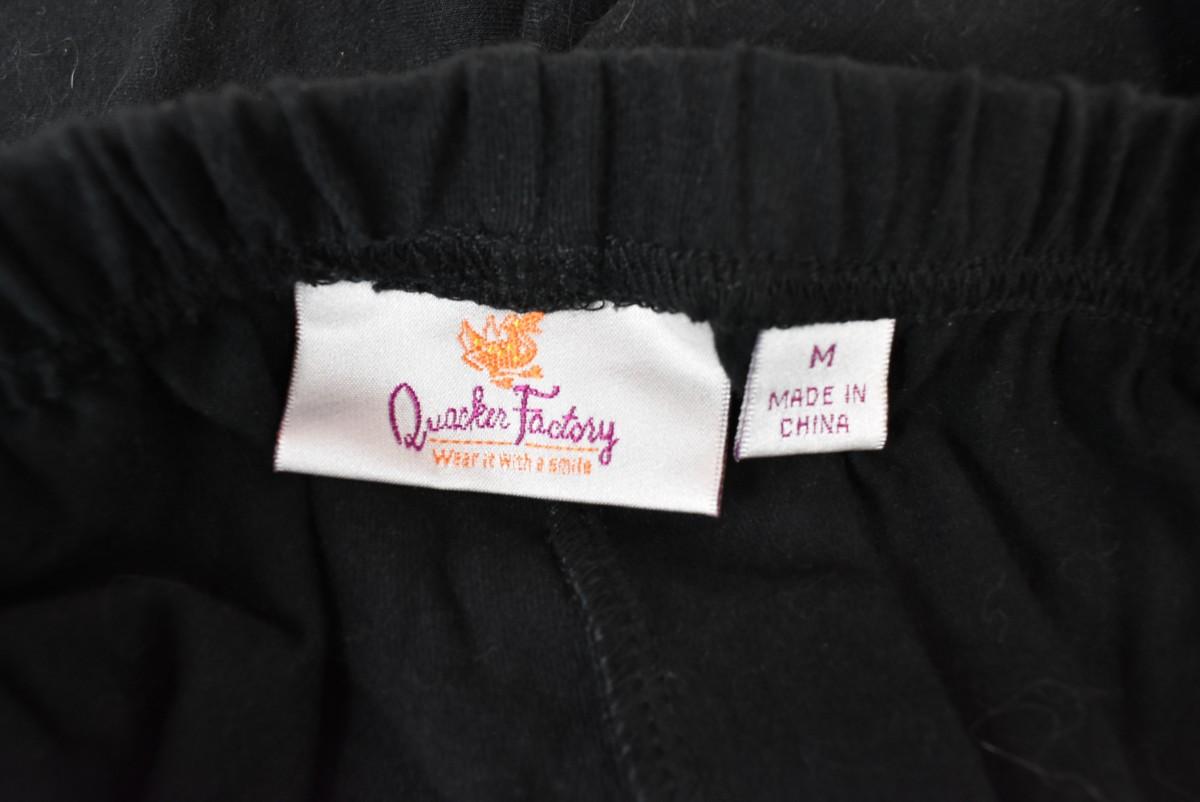 Quacker Factory
Wear it with a smile
M
MADE IN
CHINA